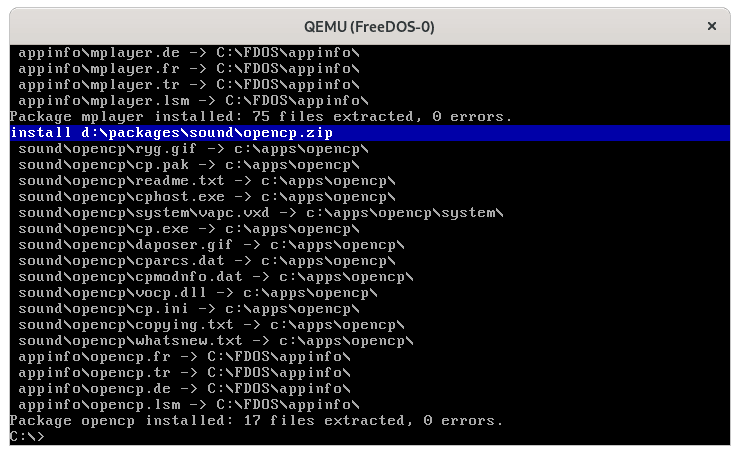 QEMU (FreeDOS-0)
×
appinfo\mplayer.de -> C:\FDOS\appinfo\
appinfo\mplayer.fr -> C:\FDOS\appinfo\
appinfo\mplayer.tr -> C:\FDOS\appinfo\
appinfo\mplayer.lsm -> C:\FDOS\appinfo\
Package mplayer installed: 75 files extracted, 0 errors.
install d:\packages\sound\opencp.zip
sound\opencp\ryg.gif -> c:\apps\opencp\
sound\opencp\cp.pak -> c:\apps\opencp\
sound\opencp\readme.txt -> c:\apps\opencp\
sound\opencp\cphost.exe -> c:\apps\opencp\
sound\opencp\system\vapc.vxd -> c:\apps\opencp\system\
sound\opencp\cp.exe -> c:\apps\opencp\
sound\opencp\daposer.gif -> c:\apps\opencp\
sound\opencp\cparcs.dat -> c:\apps\opencp\
sound\opencp\cpmodnfo.dat -> c:\apps\opencp\
sound\opencp\vocp.dll -> c:\apps\opencp\
sound\opencp\cp.ini -> c:\apps\opencp\
sound\opencp\copying.txt -> c:\apps\opencp\
sound\opencp\whatsnew.txt -> c:\apps\opencp\
appinfo\opencp.fr -> C:\FDOS\appinfo\
appinfo\opencp.tr -> C:\FDOS\appinfo\
appinfo\opencp.de -> C:\FDOS\appinfo\
appinfo\opencp.lsm -> C:\FDOS\appinfo\
Package opencp installed: 17 files extracted, 0 errors.
C:\>